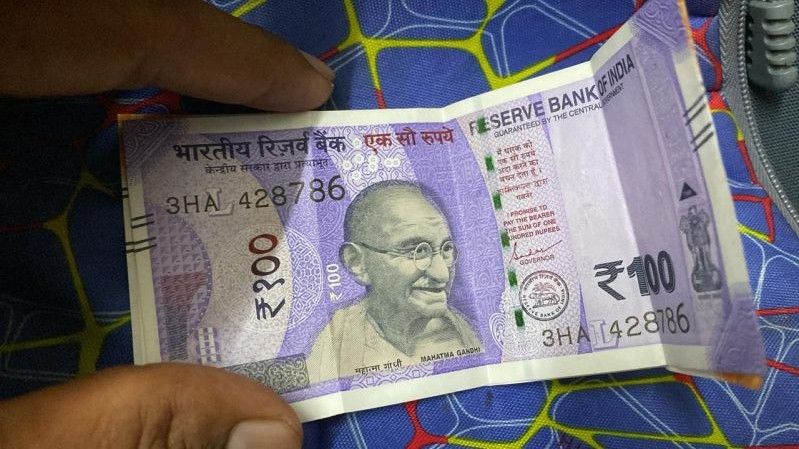 भारतीय रिज़र्व बैंक
केन्द्रीय सरकार द्वारा प्रत्याभूत
एक सौ रुपये
RESERVE BANK OF INDIA
GUARANTEED BY THE CENTRAL GOVERNMENT
3HA L 428786
₹१००
₹100
मैं धारक को
एक सौ रुपये
अदा करने का
वचन देता हूँ।
I PROMISE TO
PAY THE BEARER
THE SUM OF ONE
HUNDRED RUPEES
GOVERNOR
₹100
3HA L 428786
महात्मा गांधी
MAHATMA GANDHI